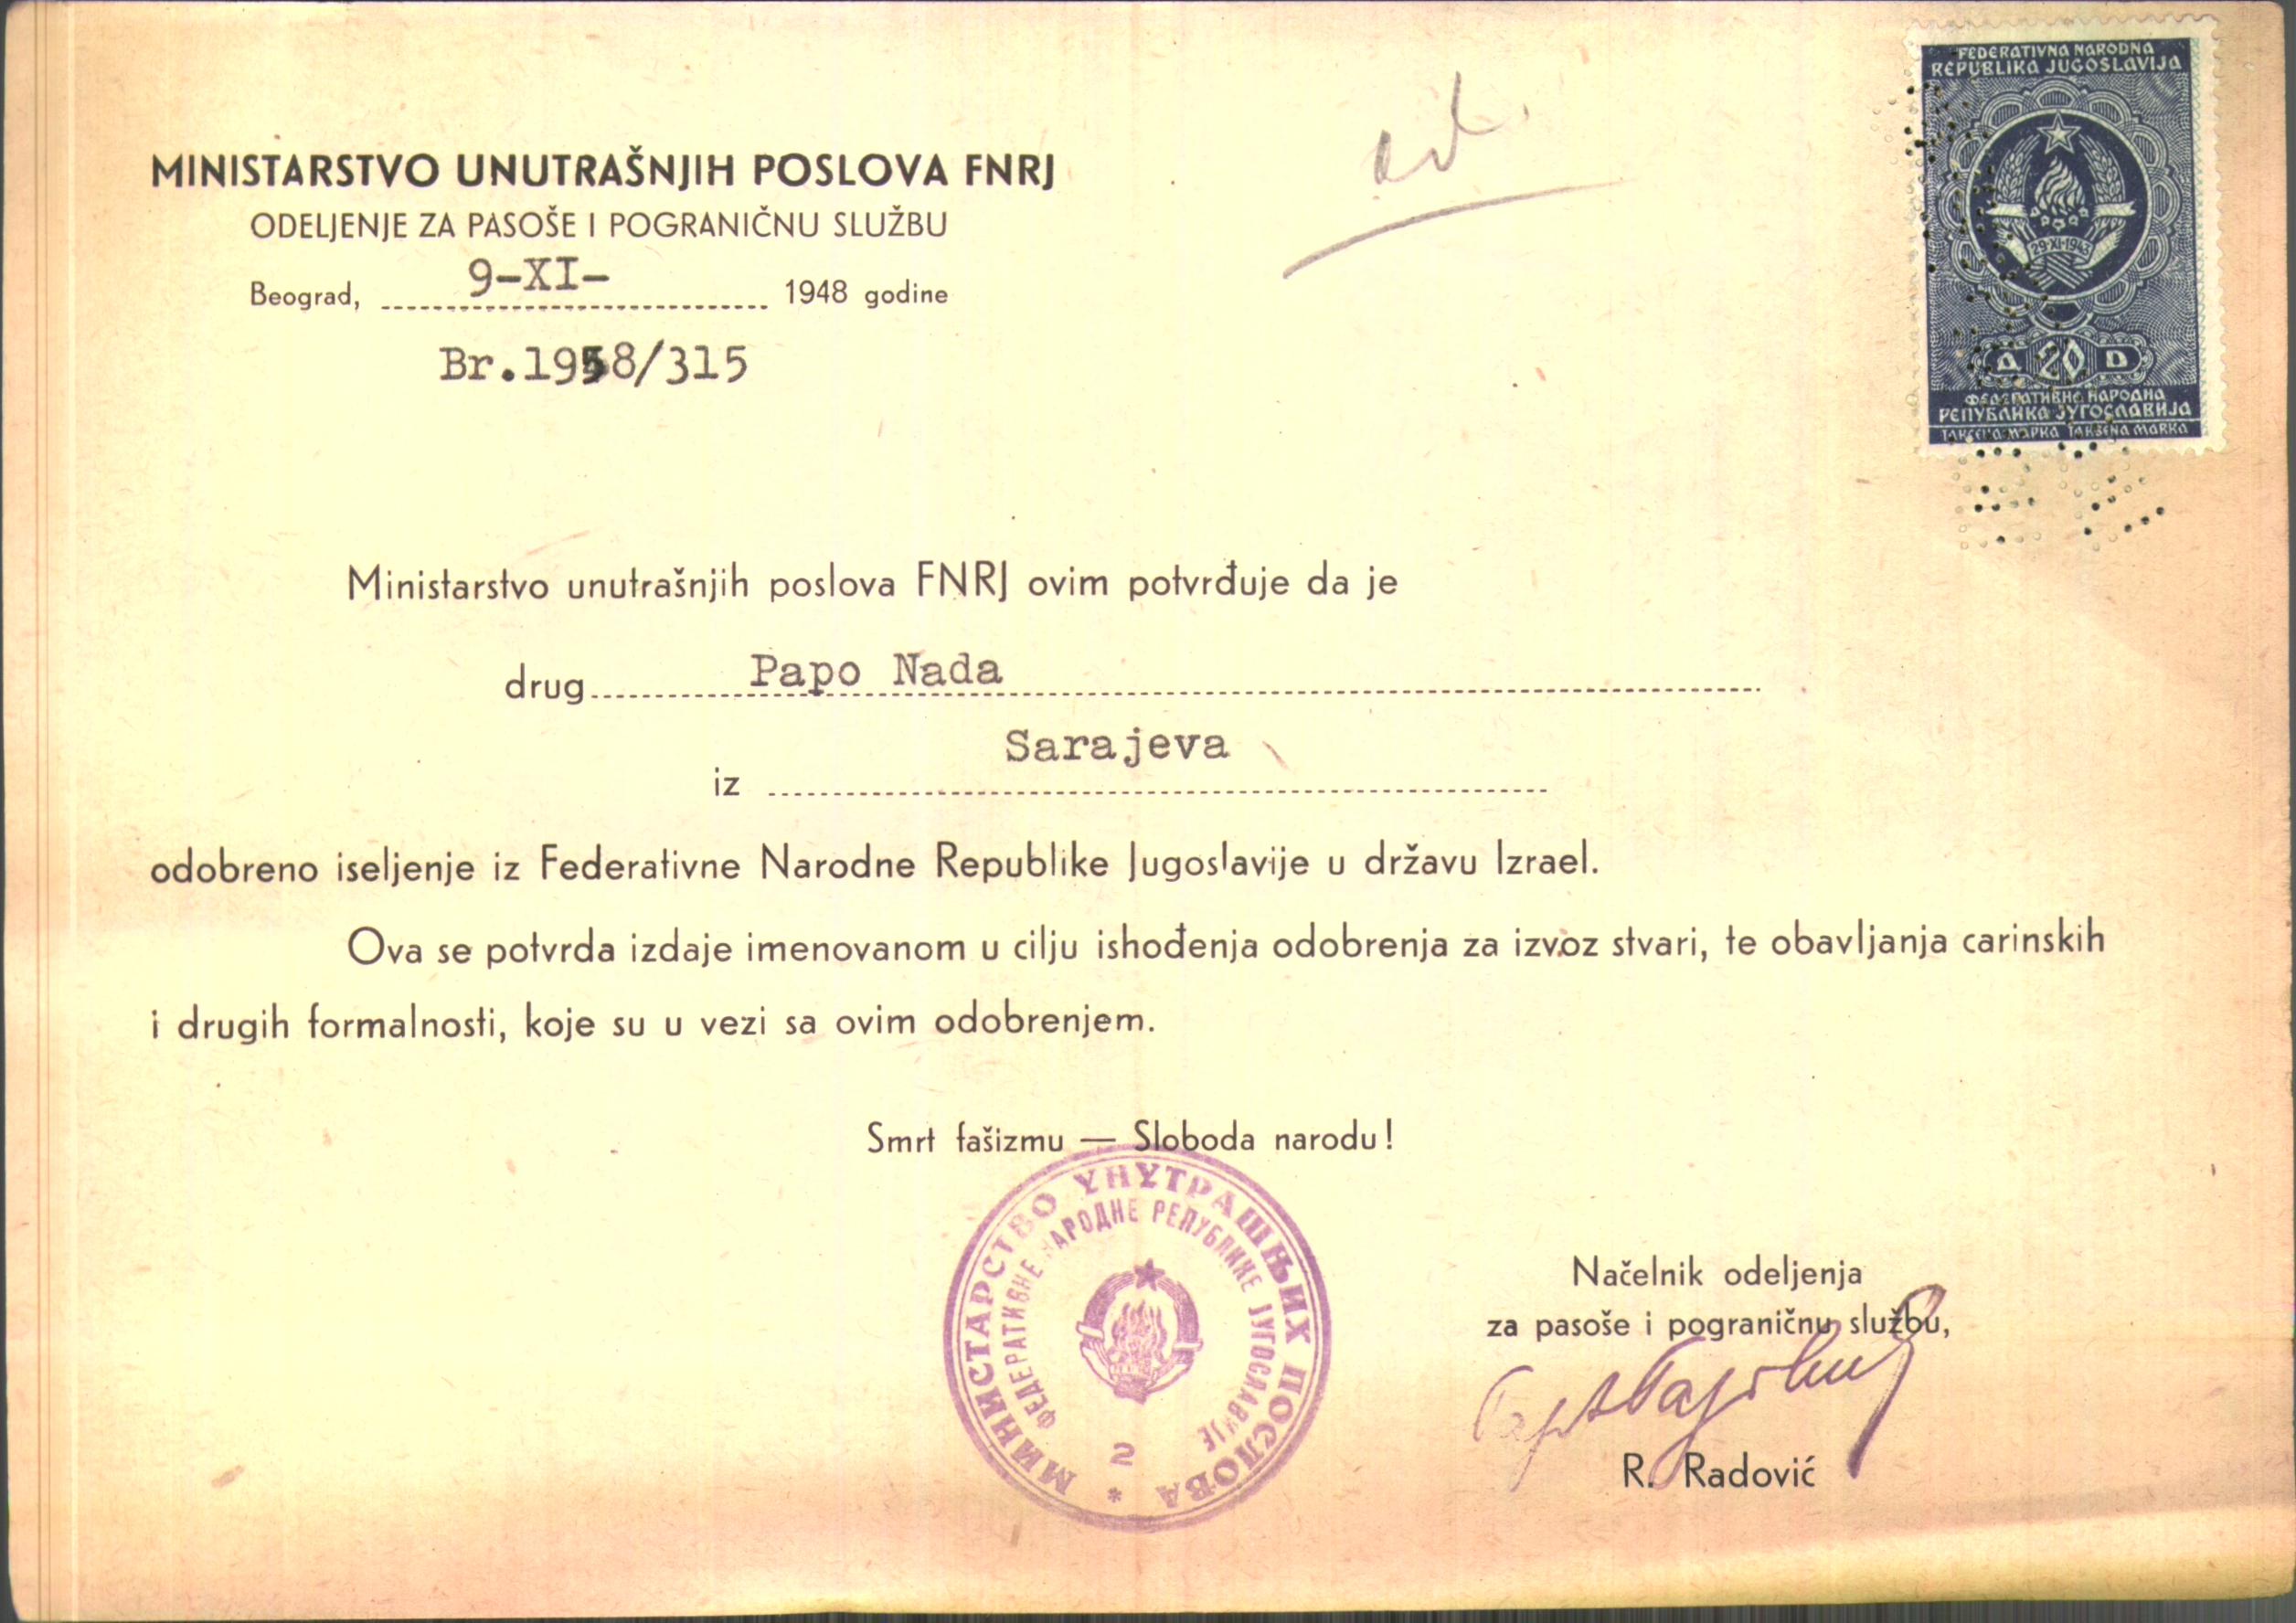 FEDERATIVNA NARODNA
REPUBLIKA JUGOSLAVIJA
29·XI·1943
Д 20 D
ФЕДЕРАТИВНА НАРОДНА
РЕПУБЛИКА ЈУГОСЛАВИЈА
ТАКСЕНА МАРКА TAKSENA MARKA
MINISTARSTVO UNUTRAŠNJIH POSLOVA FNRJ
ODELJENJE ZA PASOŠE I POGRANIČNU SLUŽBU
Beograd, 9-XI- 1948 godine
Br.1958/315
Ministarstvo unutrašnjih poslova FNRJ ovim potvrđuje da je
drug Papo Nada
iz Sarajeva
odobreno iseljenje iz Federativne Narodne Republike Jugoslavije u državu Izrael.
Ova se potvrda izdaje imenovanom u cilju ishođenja odobrenja za izvoz stvari, te obavljanja carinskih
i drugih formalnosti, koje su u vezi sa ovim odobrenjem.
Smrt fašizmu — Sloboda narodu!
МИНИСТАРСТВО УНУТРАШЊИХ ПОСЛОВА *
ФЕДЕРАТИВНЕ НАРОДНЕ РЕПУБЛИКЕ ЈУГОСЛАВИЈЕ
2
Načelnik odeljenja
za pasoše i pograničnu službu,
R. Radović